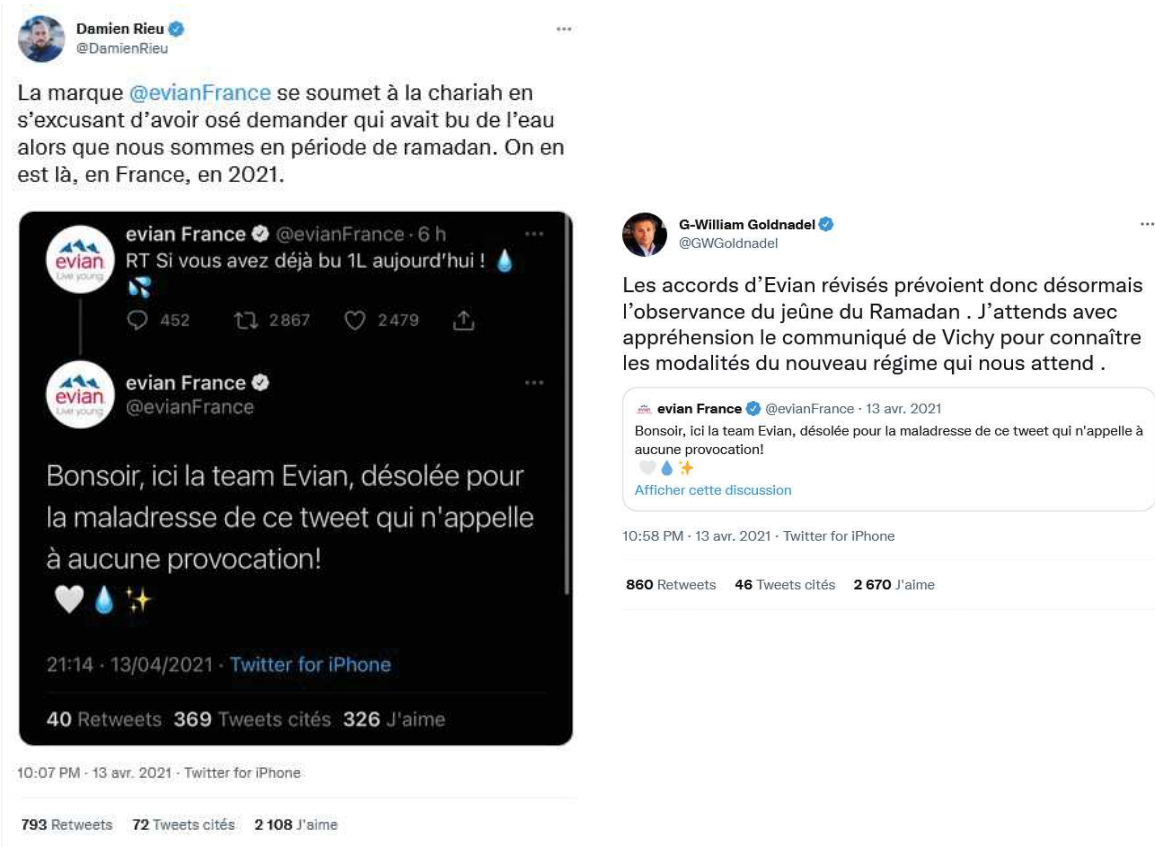 Damien Rieu
@DamienRieu
La marque @evianFrance se soumet à la chariah en
s'excusant d'avoir osé demander qui avait bu de l'eau
alors que nous sommes en période de ramadan. On en
est là, en France, en 2021.
evian
Live young
evian France @evianFrance · 6 h
RT Si vous avez déjà bu 1L aujourd'hui ! 💧
💦
452 2867 2479
evian
Live young
evian France
@evianFrance
Bonsoir, ici la team Evian, désolée pour
la maladresse de ce tweet qui n'appelle
à aucune provocation!
🤍💧✨
21:14 · 13/04/2021 · Twitter for iPhone
40 Retweets 369 Tweets cités 326 J'aime
10:07 PM · 13 avr. 2021 · Twitter for iPhone
793 Retweets 72 Tweets cités 2 108 J'aime
G-William Goldnadel
@GWGoldnadel
Les accords d'Evian révisés prévoient donc désormais
l'observance du jeûne du Ramadan . J'attends avec
appréhension le communiqué de Vichy pour connaître
les modalités du nouveau régime qui nous attend .
evian France @evianFrance · 13 avr. 2021
Bonsoir, ici la team Evian, désolée pour la maladresse de ce tweet qui n'appelle à
aucune provocation!
🤍💧✨
Afficher cette discussion
10:58 PM · 13 avr. 2021 · Twitter for iPhone
860 Retweets 46 Tweets cités 2 670 J'aime